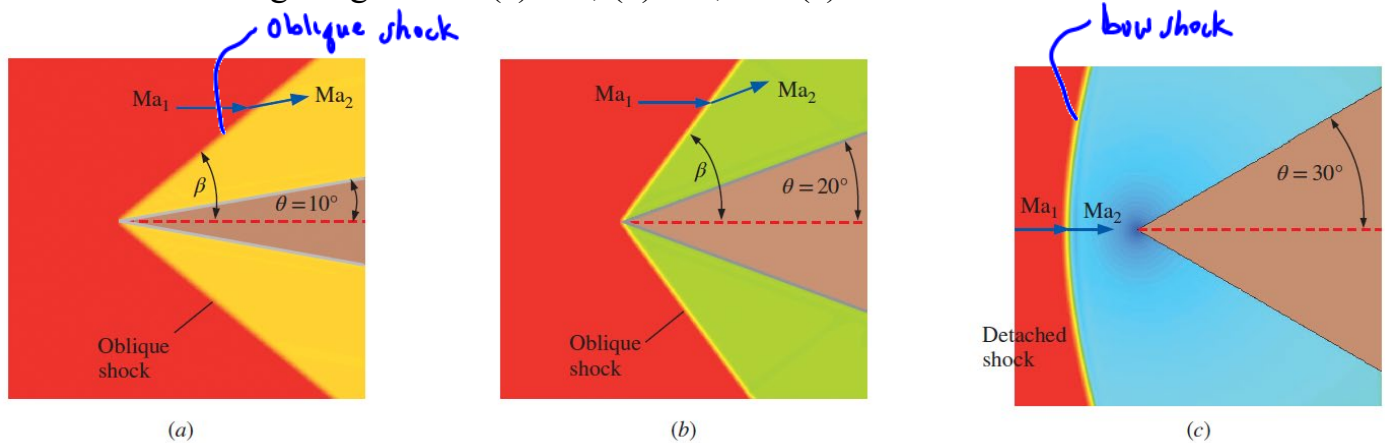 Oblique shock
bow shock
Ma₁
Ma₂
β
θ = 10°
Oblique
shock
(a)
Ma₁
Ma₂
β
θ = 20°
Oblique
shock
(b)
θ = 30°
Ma₁
Ma₂
Detached
shock
(c)